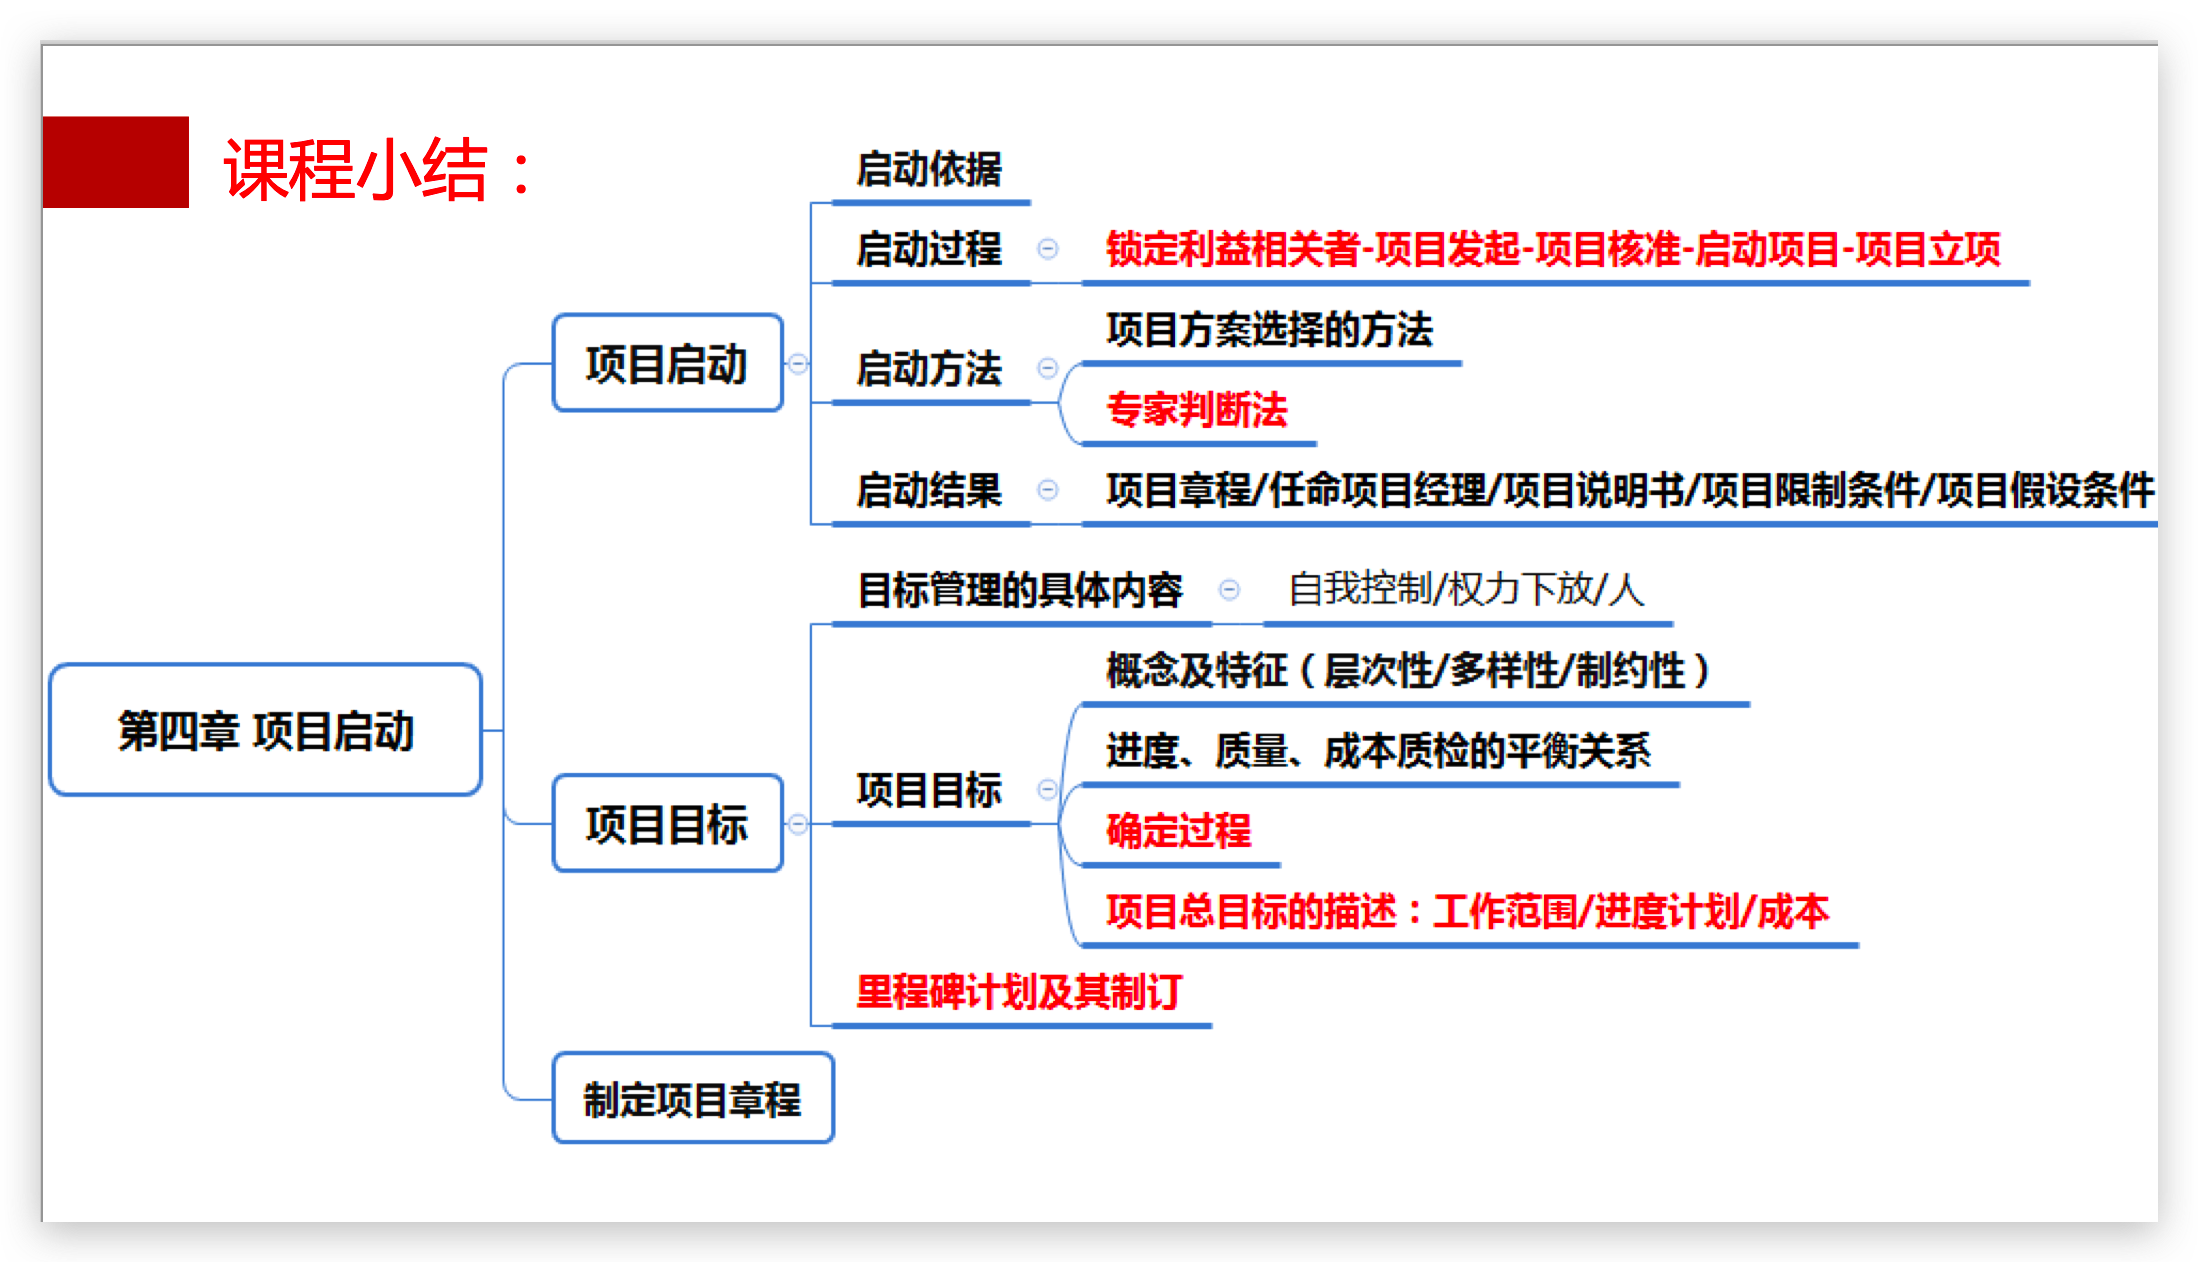 课程小结：
第四章 项目启动
项目启动
启动依据
启动过程
锁定利益相关者-项目发起-项目核准-启动项目-项目立项
启动方法
项目方案选择的方法
专家判断法
启动结果
项目章程/任命项目经理/项目说明书/项目限制条件/项目假设条件
项目目标
目标管理的具体内容
自我控制/权力下放/人
项目目标
概念及特征（层次性/多样性/制约性）
进度、质量、成本质检的平衡关系
确定过程
项目总目标的描述：工作范围/进度计划/成本
里程碑计划及其制订
制定项目章程